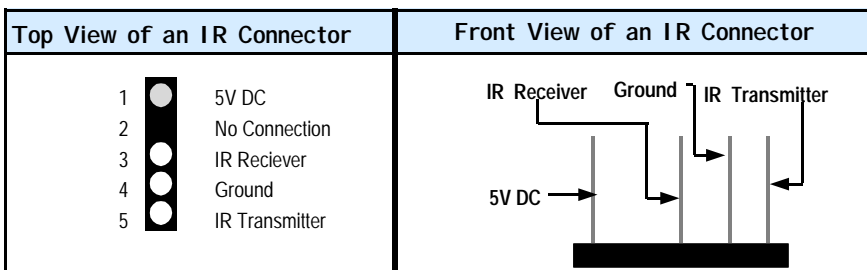 Top View of an IR Connector
1 5V DC
2 No Connection
3 IR Reciever
4 Ground
5 IR Transmitter
Front View of an IR Connector
IR Receiver Ground IR Transmitter
5V DC